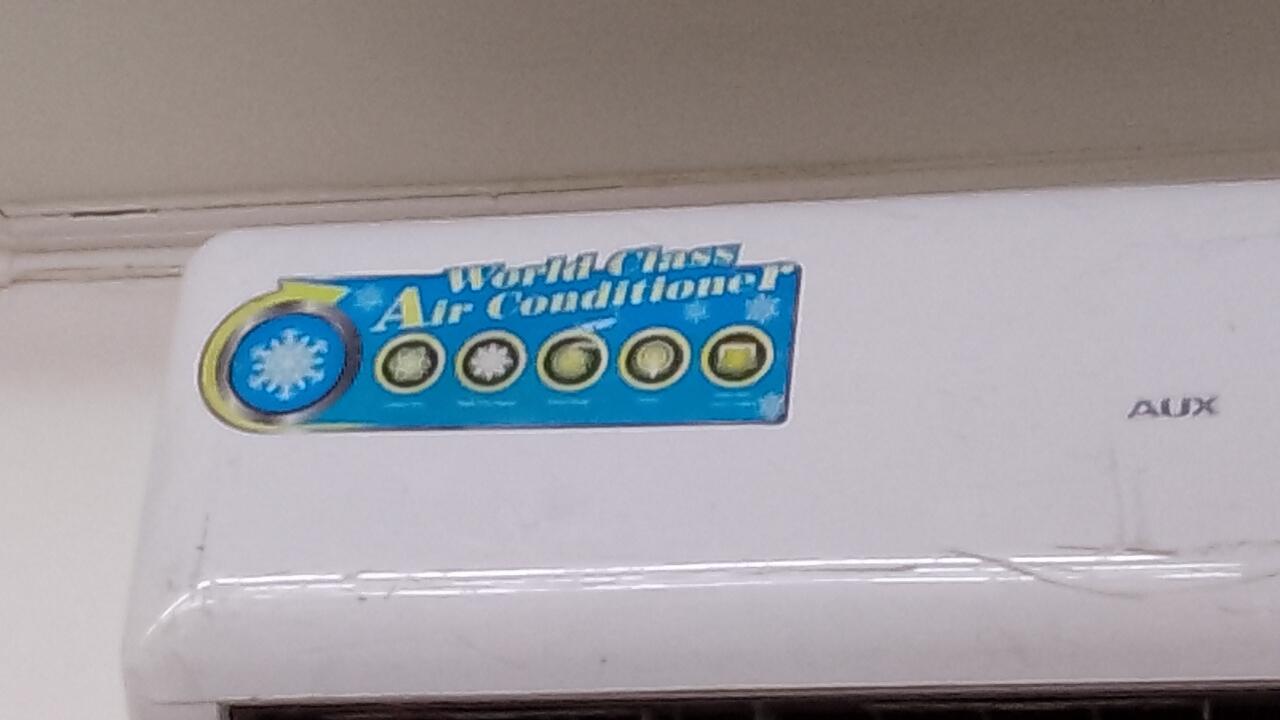 World Class
Air Conditioner
AUX